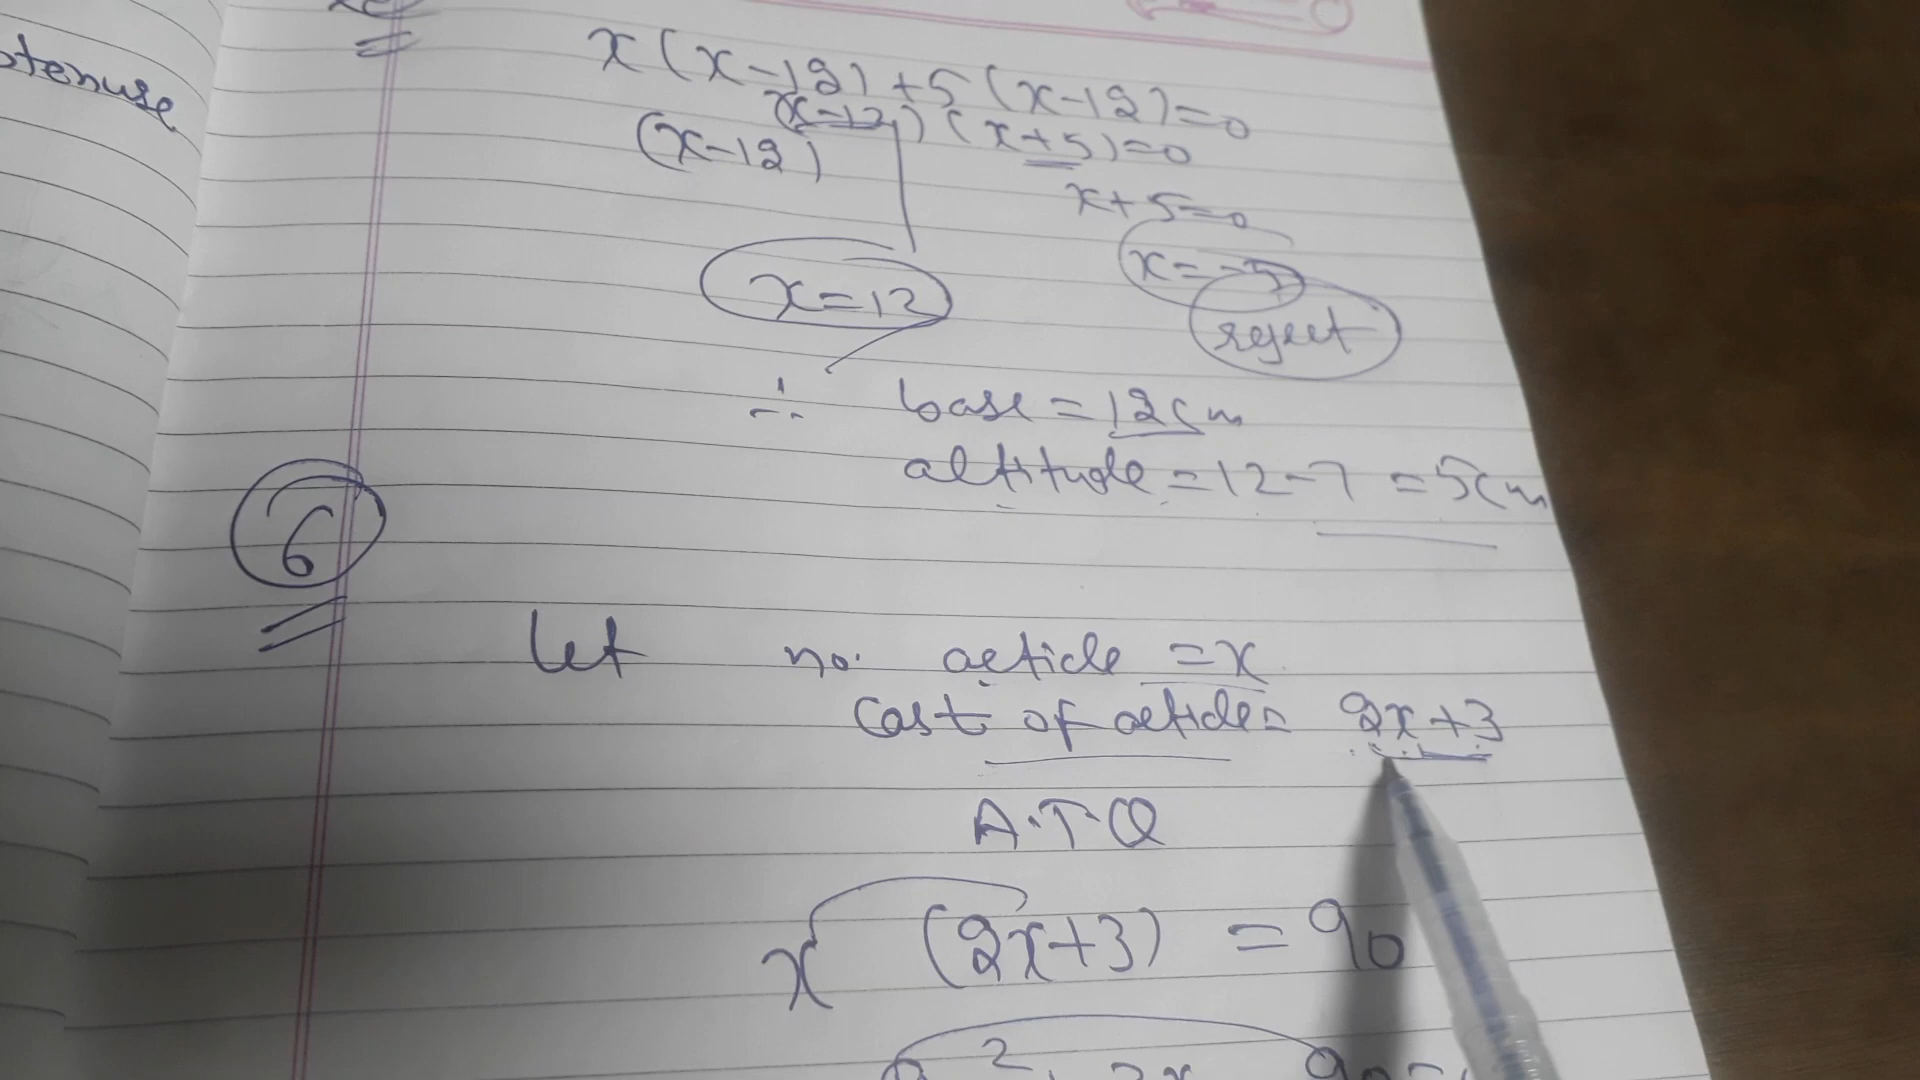 otenuse
x(x-12)+5(x-12)=0
(x-12)(x+5)=0
(x-12)
x+5=0
x=12
x=-5
reject
∴ base=12cm
altitude=12-7=5cm
6
Let no. article=x
Cost of article= 2x+3
A.T.Q
x(2x+3)=90